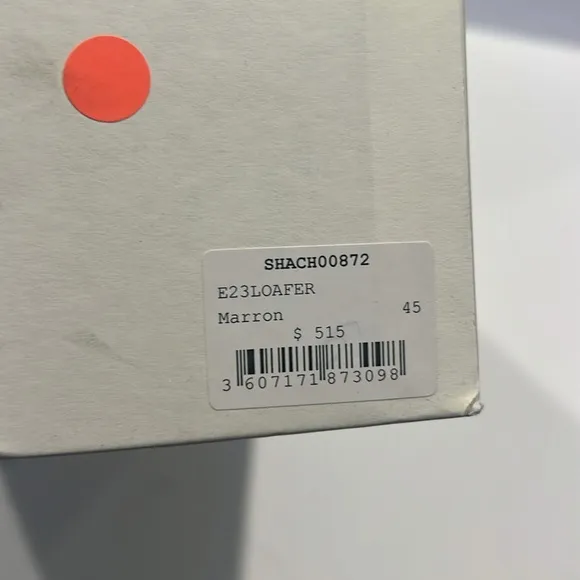 SHACH00872
E23LOAFER
Marron 45
$ 515
3 607171 873098